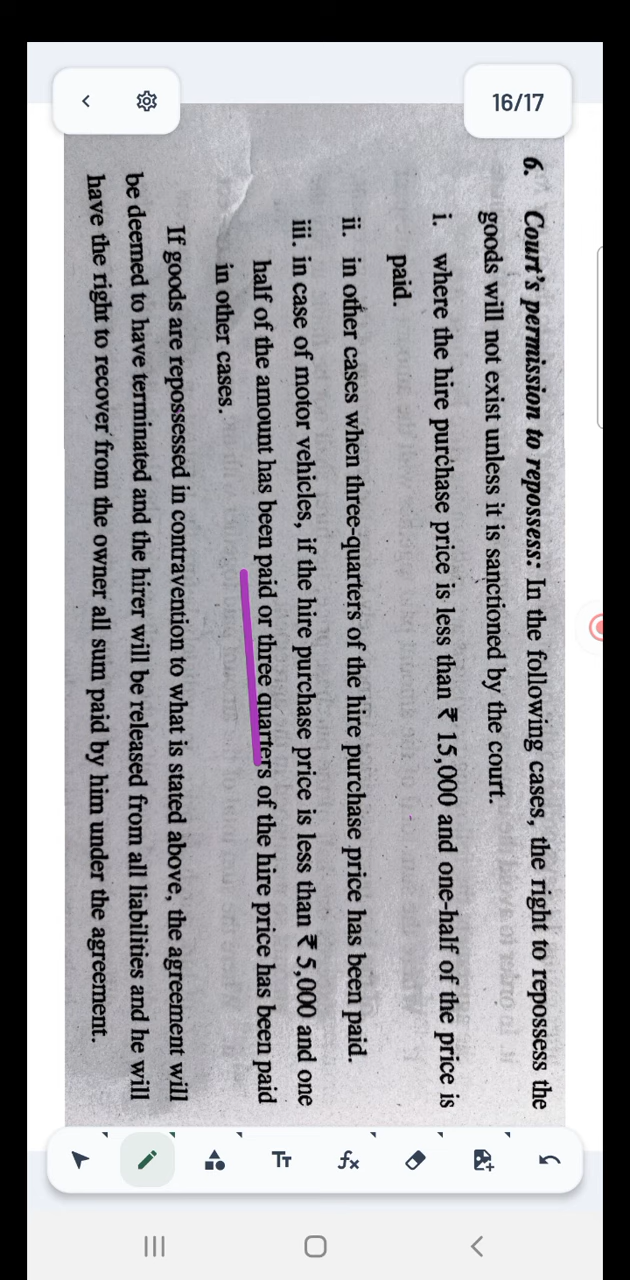 16/17
6. Court's permission to repossess: In the following cases, the right to repossess the
goods will not exist unless it is sanctioned by the court.
i. where the hire purchase price is less than ₹ 15,000 and one-half of the price is
paid.
ii. in other cases when three-quarters of the hire purchase price has been paid.
iii. in case of motor vehicles, if the hire purchase price is less than ₹ 5,000 and one
half of the amount has been paid or three quarters of the hire price has been paid
in other cases.
If goods are repossessed in contravention to what is stated above, the agreement will
be deemed to have terminated and the hirer will be released from all liabilities and he will
have the right to recover from the owner all sum paid by him under the agreement.
TT
fx